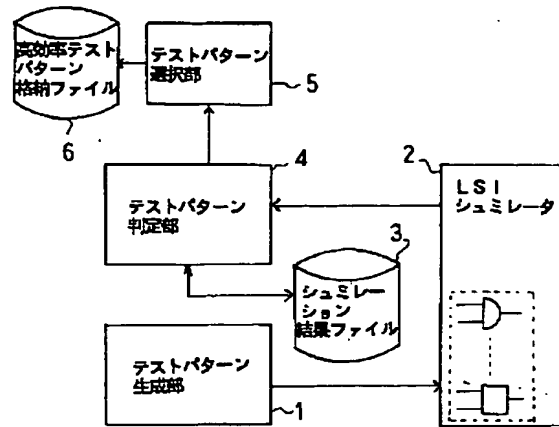 高効率テスト
パターン
格納ファイル
6
テストパターン
選択部
5
4
テストパターン
判定部
2
LSI
シュミレータ
3
シュミレー
ション
結果ファイル
テストパターン
生成部
1